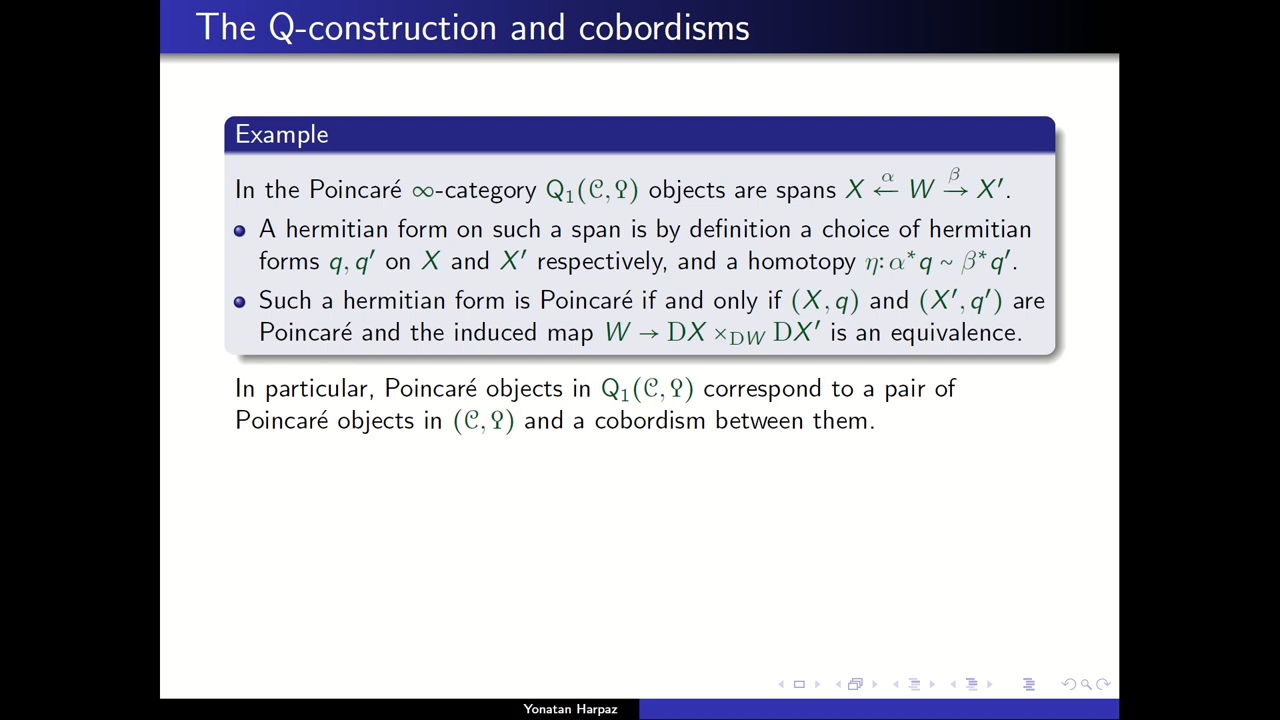 The Q-construction and cobordisms
Example
In the Poincaré ∞-category Q₁(𝒞, Ϙ) objects are spans X ←α W →β X′.
A hermitian form on such a span is by definition a choice of hermitian
forms q, q′ on X and X′ respectively, and a homotopy η: α*q ~ β*q′.
Such a hermitian form is Poincaré if and only if (X, q) and (X′, q′) are
Poincaré and the induced map W → DX ×_DW DX′ is an equivalence.
In particular, Poincaré objects in Q₁(𝒞, Ϙ) correspond to a pair of
Poincaré objects in (𝒞, Ϙ) and a cobordism between them.
Yonatan Harpaz